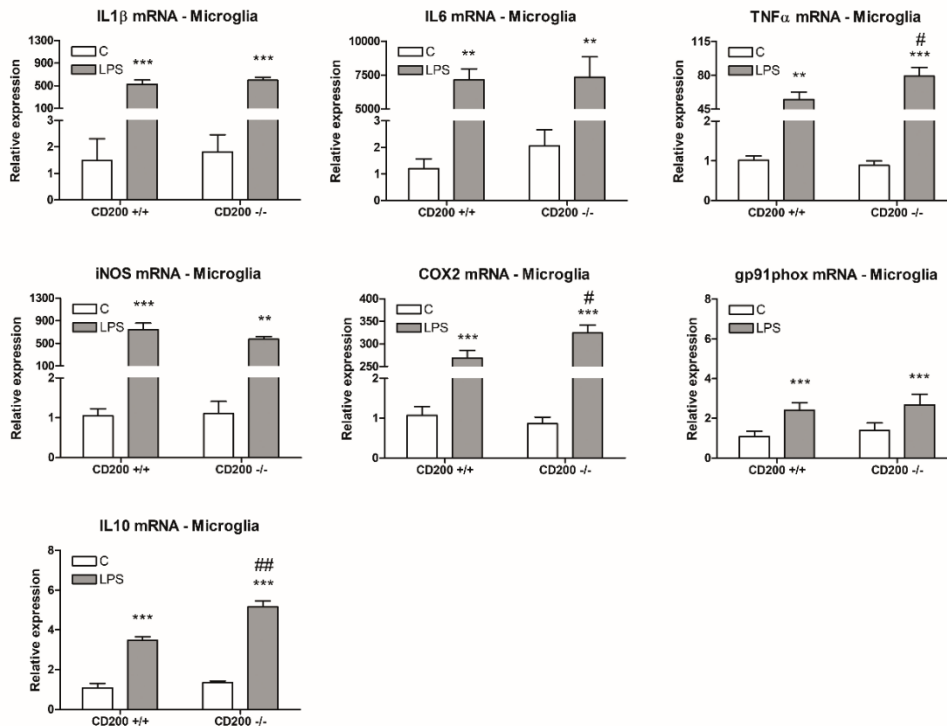 IL1β mRNA - Microglia
Relative expression
1300
900
500
100
3
2
1
0
C
LPS
***
***
CD200 +/+
CD200 -/-
IL6 mRNA - Microglia
Relative expression
10000
7500
5000
3
2
1
0
C
LPS
**
**
CD200 +/+
CD200 -/-
TNFα mRNA - Microglia
Relative expression
115
80
45
2
1
0
C
LPS
**
#
***
CD200 +/+
CD200 -/-
iNOS mRNA - Microglia
Relative expression
1300
900
500
100
2
1
0
C
LPS
***
**
CD200 +/+
CD200 -/-
COX2 mRNA - Microglia
Relative expression
400
350
300
250
2
1
0
C
LPS
***
#
***
CD200 +/+
CD200 -/-
gp91phox mRNA - Microglia
Relative expression
8
6
4
2
0
C
LPS
***
***
CD200 +/+
CD200 -/-
IL10 mRNA - Microglia
Relative expression
8
6
4
2
0
C
LPS
***
##
***
CD200 +/+
CD200 -/-